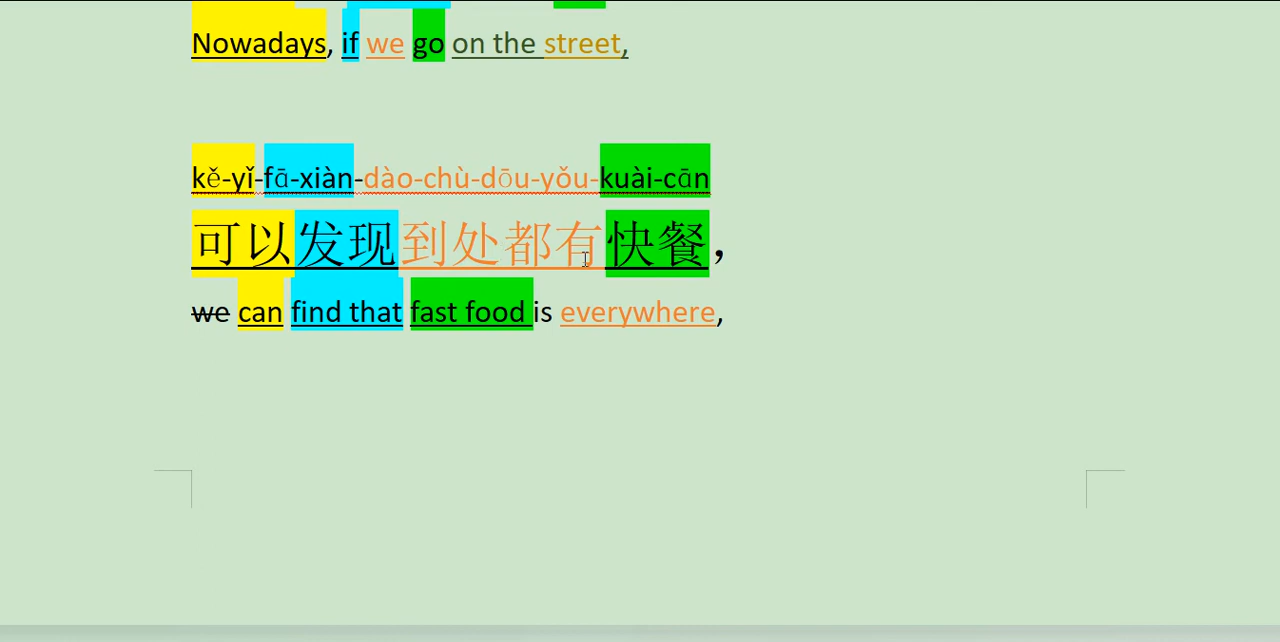 Nowadays, if we go on the street,
kě-yǐ-fā-xiàn-dào-chù-dōu-yǒu-kuài-cān
可以发现到处都有快餐，
we can find that fast food is everywhere,